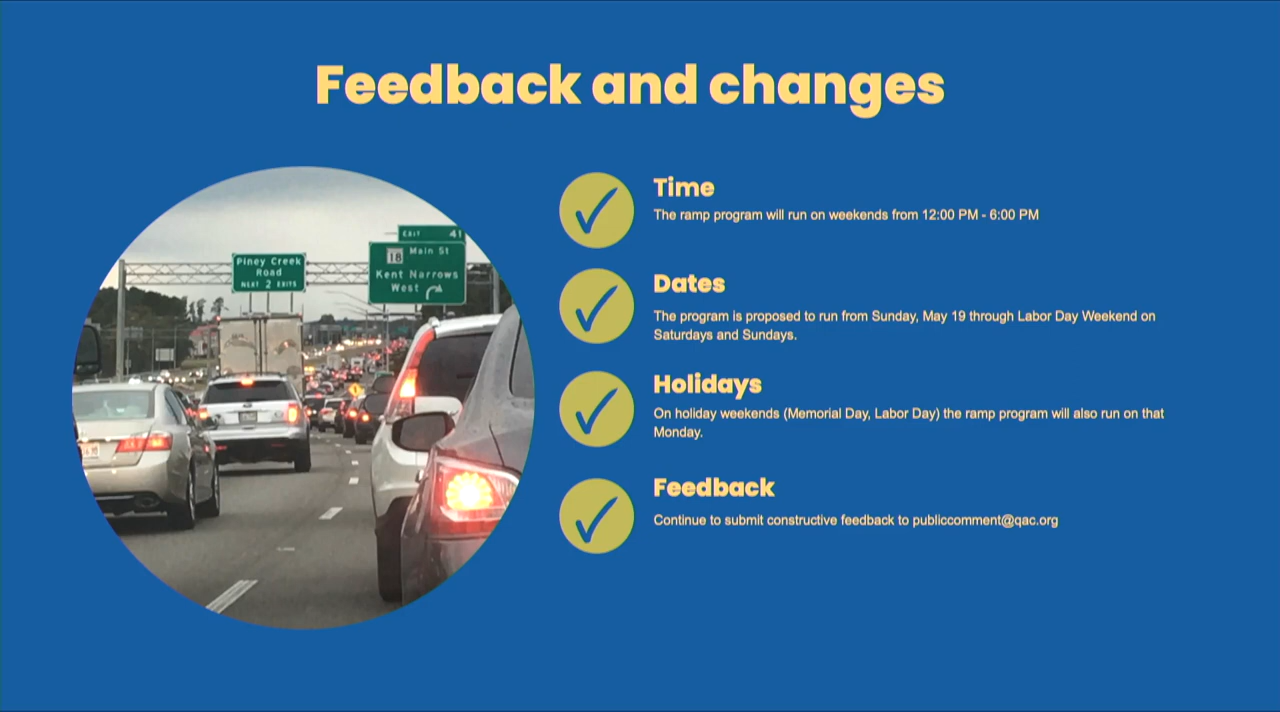 Feedback and changes
EXIT 41
18 Main St
Kent Narrows
West
Piney Creek
Road
NEXT 2 EXITS
Time
The ramp program will run on weekends from 12:00 PM - 6:00 PM
Dates
The program is proposed to run from Sunday, May 19 through Labor Day Weekend on
Saturdays and Sundays.
Holidays
On holiday weekends (Memorial Day, Labor Day) the ramp program will also run on that
Monday.
Feedback
Continue to submit constructive feedback to publiccomment@qac.org